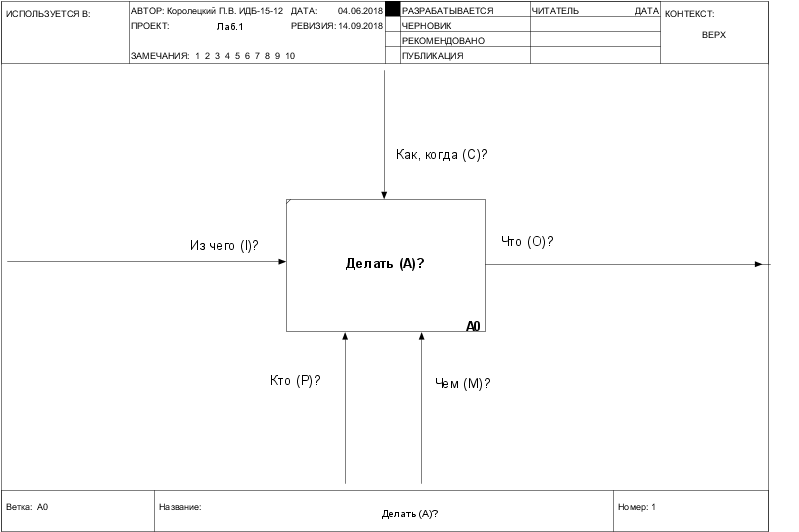 ИСПОЛЬЗУЕТСЯ В:
АВТОР: Королецкий П.В. ИДБ-15-12 ДАТА: 04.06.2018
РАЗРАБАТЫВАЕТСЯ
ЧИТАТЕЛЬ ДАТА
КОНТЕКСТ:
ПРОЕКТ: Лаб.1 РЕВИЗИЯ: 14.09.2018
ЧЕРНОВИК
РЕКОМЕНДОВАНО
ВЕРХ
ЗАМЕЧАНИЯ: 1 2 3 4 5 6 7 8 9 10
ПУБЛИКАЦИЯ
Как, когда (C)?
Из чего (I)?
Что (O)?
Делать (A)?
A0
Кто (P)?
Чем (M)?
Ветка: A0
Название: Делать (A)?
Номер: 1